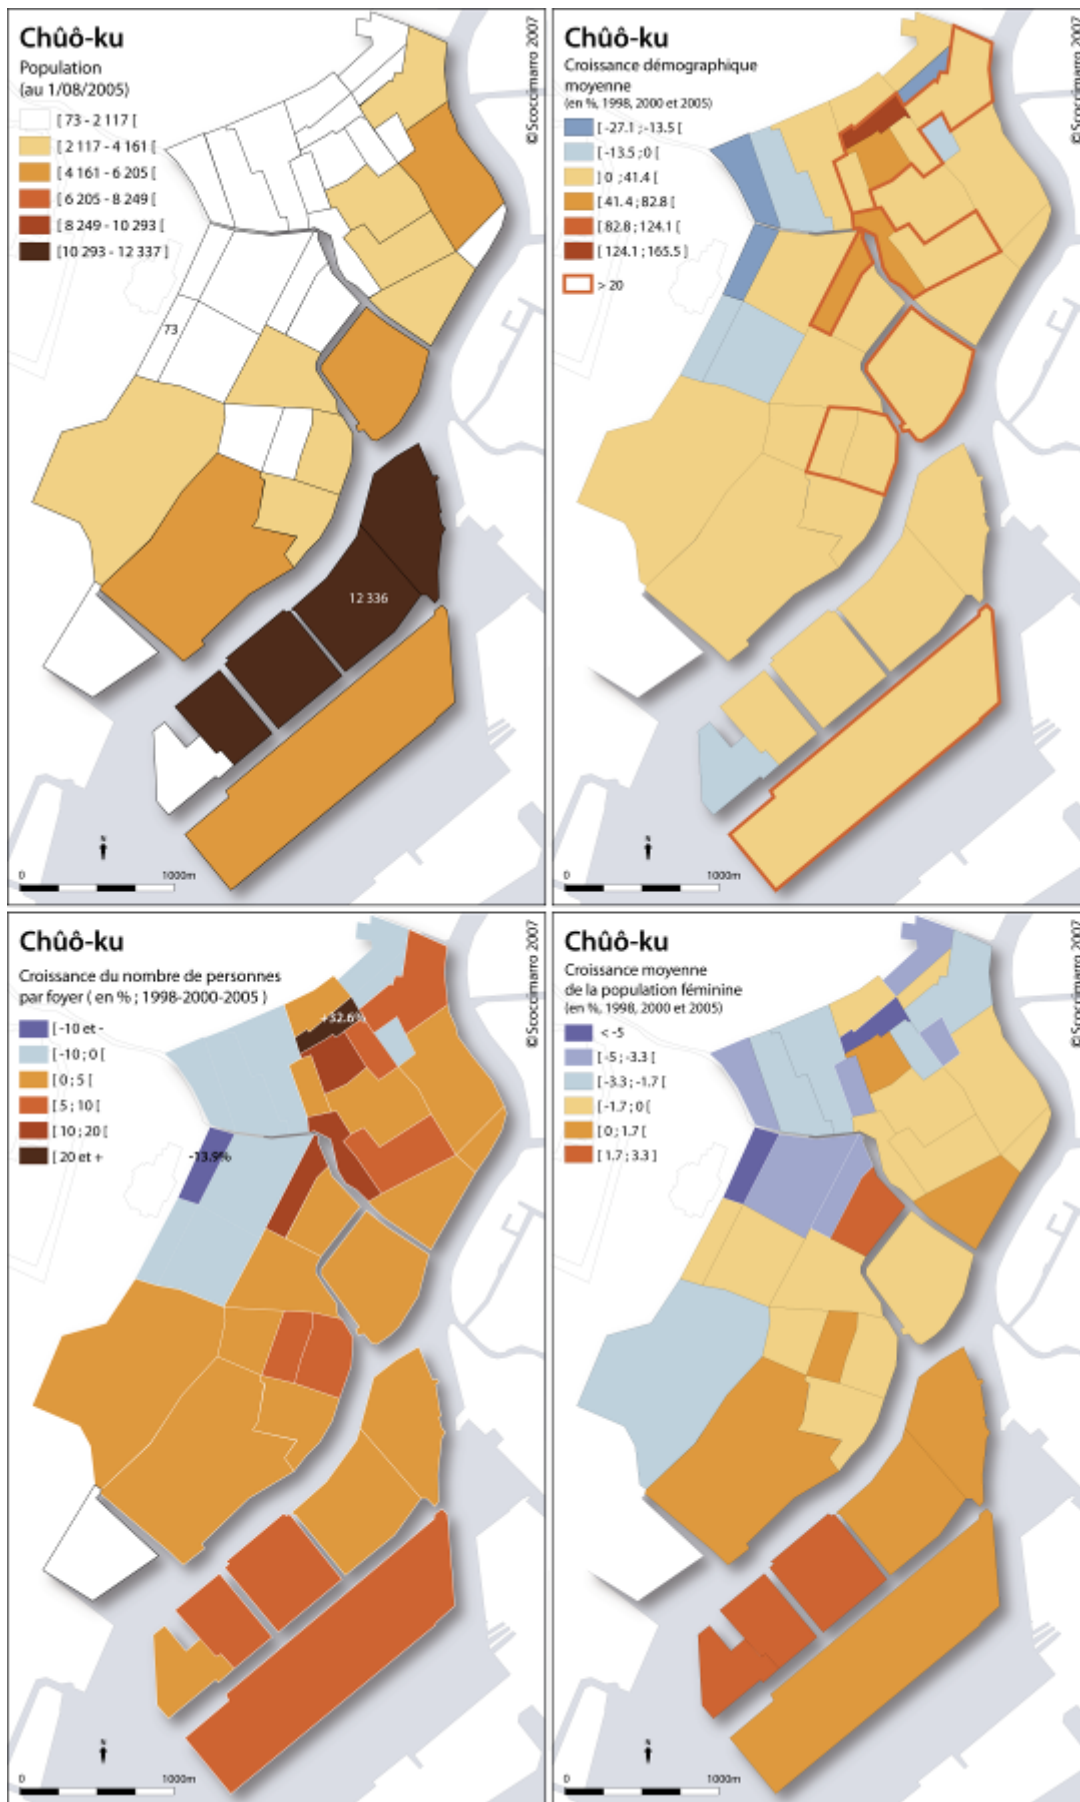 Chûô-ku
Population
(au 1/08/2005)
[ 73 - 2 117 [
[ 2 117 - 4 161 [
[ 4 161 - 6 205 [
[ 6 205 - 8 249 [
[ 8 249 - 10 293 [
[10 293 - 12 337 ]
©Scoccimarro 2007
73
12 336
N
0
1000m
Chûô-ku
Croissance démographique
moyenne
(en %, 1998, 2000 et 2005)
[ -27.1 ; -13.5 [
[ -13.5 ; 0 [
[ 0 ; 41.4 [
[ 41.4 ; 82.8 [
[ 82.8 ; 124.1 [
[ 124.1 ; 165.5 ]
> 20
©Scoccimarro 2007
N
0
1000m
Chûô-ku
Croissance du nombre de personnes
par foyer ( en % ; 1998-2000-2005 )
[ -10 et -
[ -10 ; 0 [
[ 0 ; 5 [
[ 5 ; 10 [
[ 10 ; 20 [
[ 20 et +
©Scoccimarro 2007
+32.6%
-13.9%
N
0
1000m
Chûô-ku
Croissance moyenne
de la population féminine
(en %, 1998, 2000 et 2005)
< -5
[ -5 ; -3.3 [
[ -3.3 ; -1.7 [
[ -1.7 ; 0 [
[ 0 ; 1.7 [
[ 1.7 ; 3.3 ]
©Scoccimarro 2007
N
0
1000m